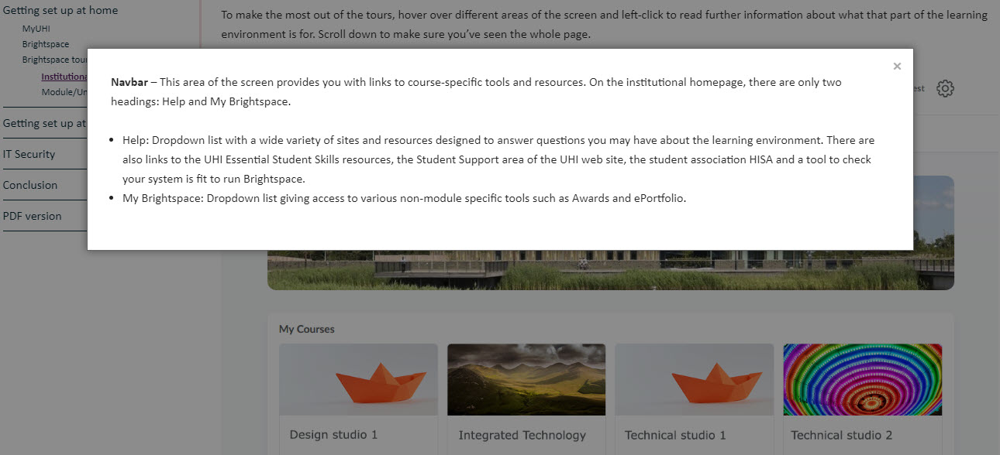 Getting set up at home
MyUHI
Brightspace
Brightspace
Getting set up at
IT Security
Conclusion
PDF version
To make the most out of the tours, hover over different areas of the screen and left-click to read further information about what that part of the learning
environment is for. Scroll down to make sure you’ve seen the whole page.
×
Navbar – This area of the screen provides you with links to course-specific tools and resources. On the institutional homepage, there are only two
headings: Help and My Brightspace.
• Help: Dropdown list with a wide variety of sites and resources designed to answer questions you may have about the learning environment. There are
also links to the UHI Essential Student Skills resources, the Student Support area of the UHI web site, the student association HISA and a tool to check
your system is fit to run Brightspace.
• My Brightspace: Dropdown list giving access to various non-module specific tools such as Awards and ePortfolio.
My Courses
Design studio 1
Integrated Technology
Technical studio 1
Technical studio 2